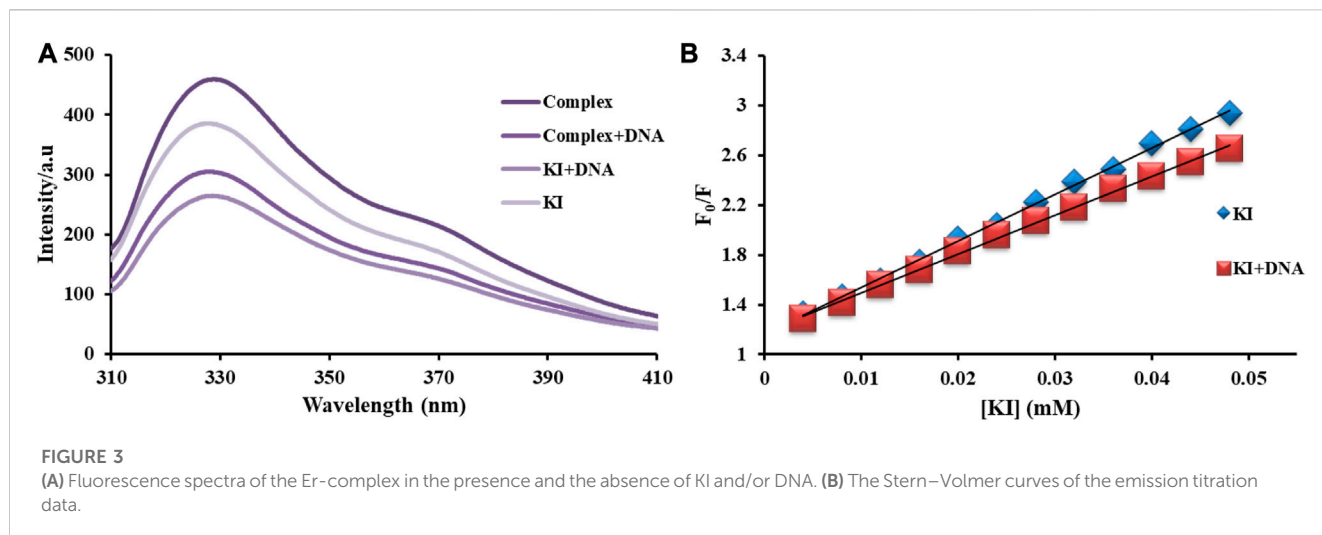 A
500
400
300
200
100
0
Intensity/a.u
310
330
350
370
390
410
Wavelength (nm)
Complex
Complex+DNA
KI+DNA
KI
B
3.4
3
2.6
2.2
1.8
1.4
1
F₀/F
0
0.01
0.02
0.03
0.04
0.05
[KI] (mM)
KI
KI+DNA
FIGURE 3
(A) Fluorescence spectra of the Er-complex in the presence and the absence of KI and/or DNA. (B) The Stern–Volmer curves of the emission titration
data.